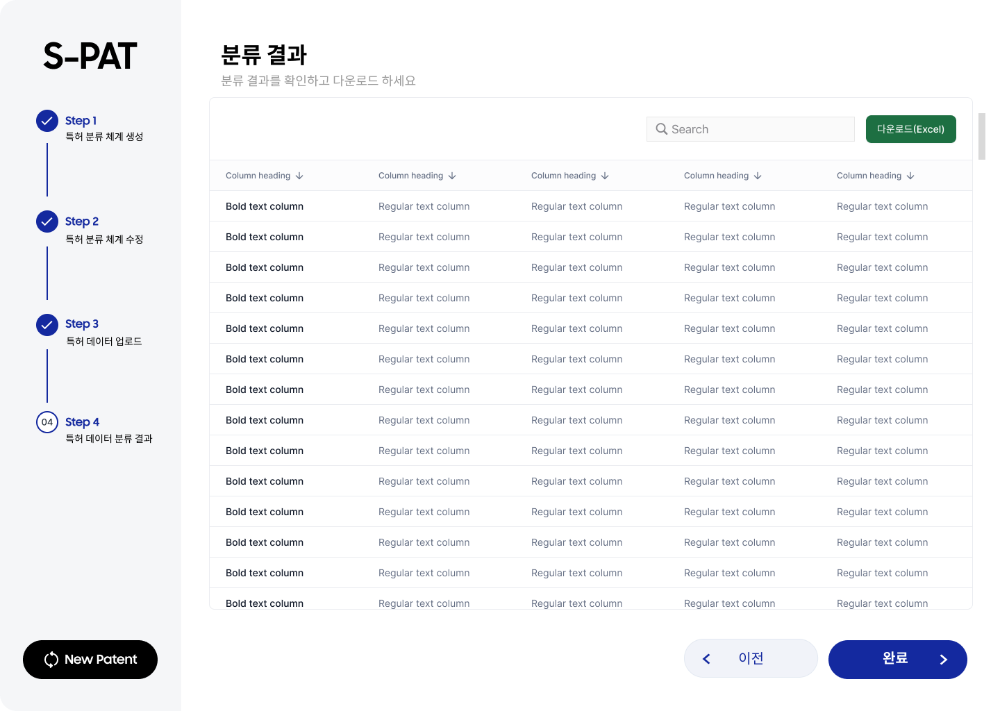 S-PAT
Step 1
특허 분류 체계 생성
Step 2
특허 분류 체계 수정
Step 3
특허 데이터 업로드
04
Step 4
특허 데이터 분류 결과
New Patent
분류 결과
분류 결과를 확인하고 다운로드 하세요
Search
다운로드(Excel)
Column heading Column heading Column heading Column heading Column heading
Bold text column Regular text column Regular text column Regular text column Regular text column
Bold text column Regular text column Regular text column Regular text column Regular text column
Bold text column Regular text column Regular text column Regular text column Regular text column
Bold text column Regular text column Regular text column Regular text column Regular text column
Bold text column Regular text column Regular text column Regular text column Regular text column
Bold text column Regular text column Regular text column Regular text column Regular text column
Bold text column Regular text column Regular text column Regular text column Regular text column
Bold text column Regular text column Regular text column Regular text column Regular text column
Bold text column Regular text column Regular text column Regular text column Regular text column
Bold text column Regular text column Regular text column Regular text column Regular text column
Bold text column Regular text column Regular text column Regular text column Regular text column
Bold text column Regular text column Regular text column Regular text column Regular text column
Bold text column Regular text column Regular text column Regular text column Regular text column
Bold text column Regular text column Regular text column Regular text column Regular text column
이전
완료